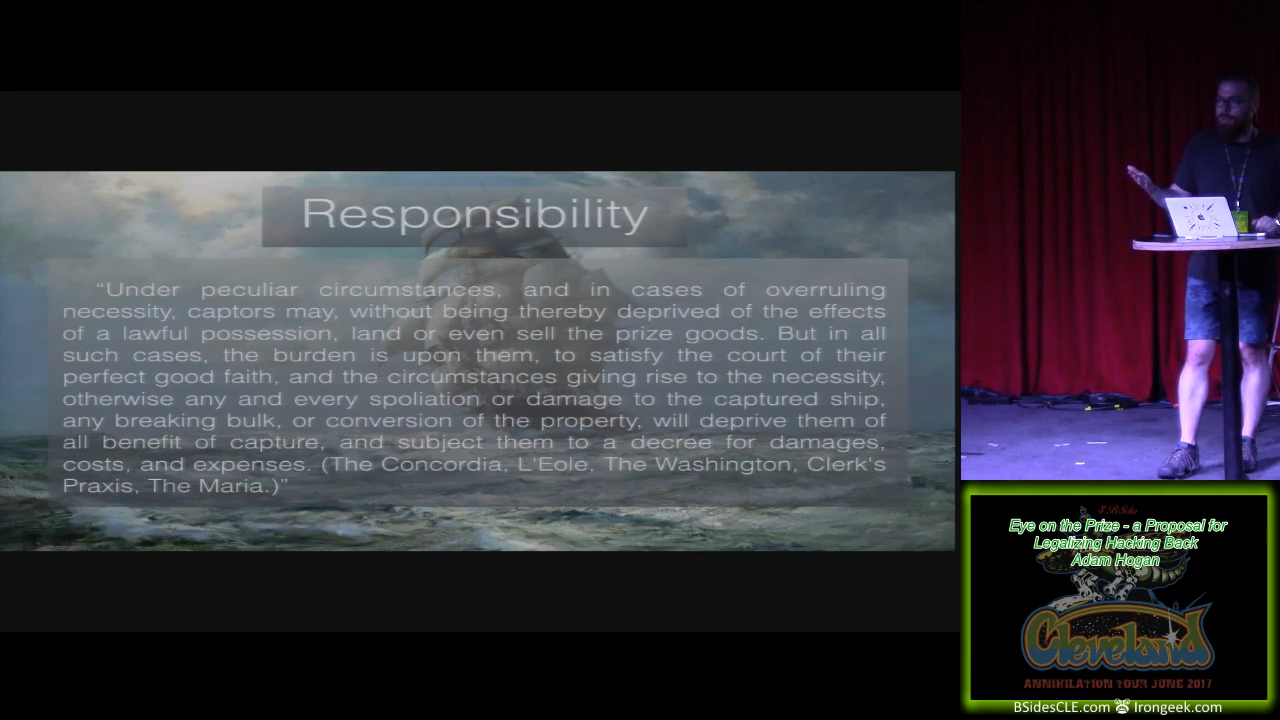 Responsibility
“Under peculiar circumstances, and in cases of overruling
necessity, captors may, without being thereby deprived of the effects
of a lawful possession, land or even sell the prize goods. But in all
such cases, the burden is upon them, to satisfy the court of their
perfect good faith, and the circumstances giving rise to the necessity,
otherwise any and every spoliation or damage to the captured ship,
any breaking bulk, or conversion of the property, will deprive them of
all benefit of capture, and subject them to a decree for damages,
costs, and expenses. (The Concordia, L'Eole, The Washington, Clerk's
Praxis, The Maria.)”
BSides
Eye on the Prize - a Proposal for
Legalizing Hacking Back
Adam Hogan
Cleveland
ANNIHILATION TOUR JUNE 2017
BSidesCLE.com Irongeek.com